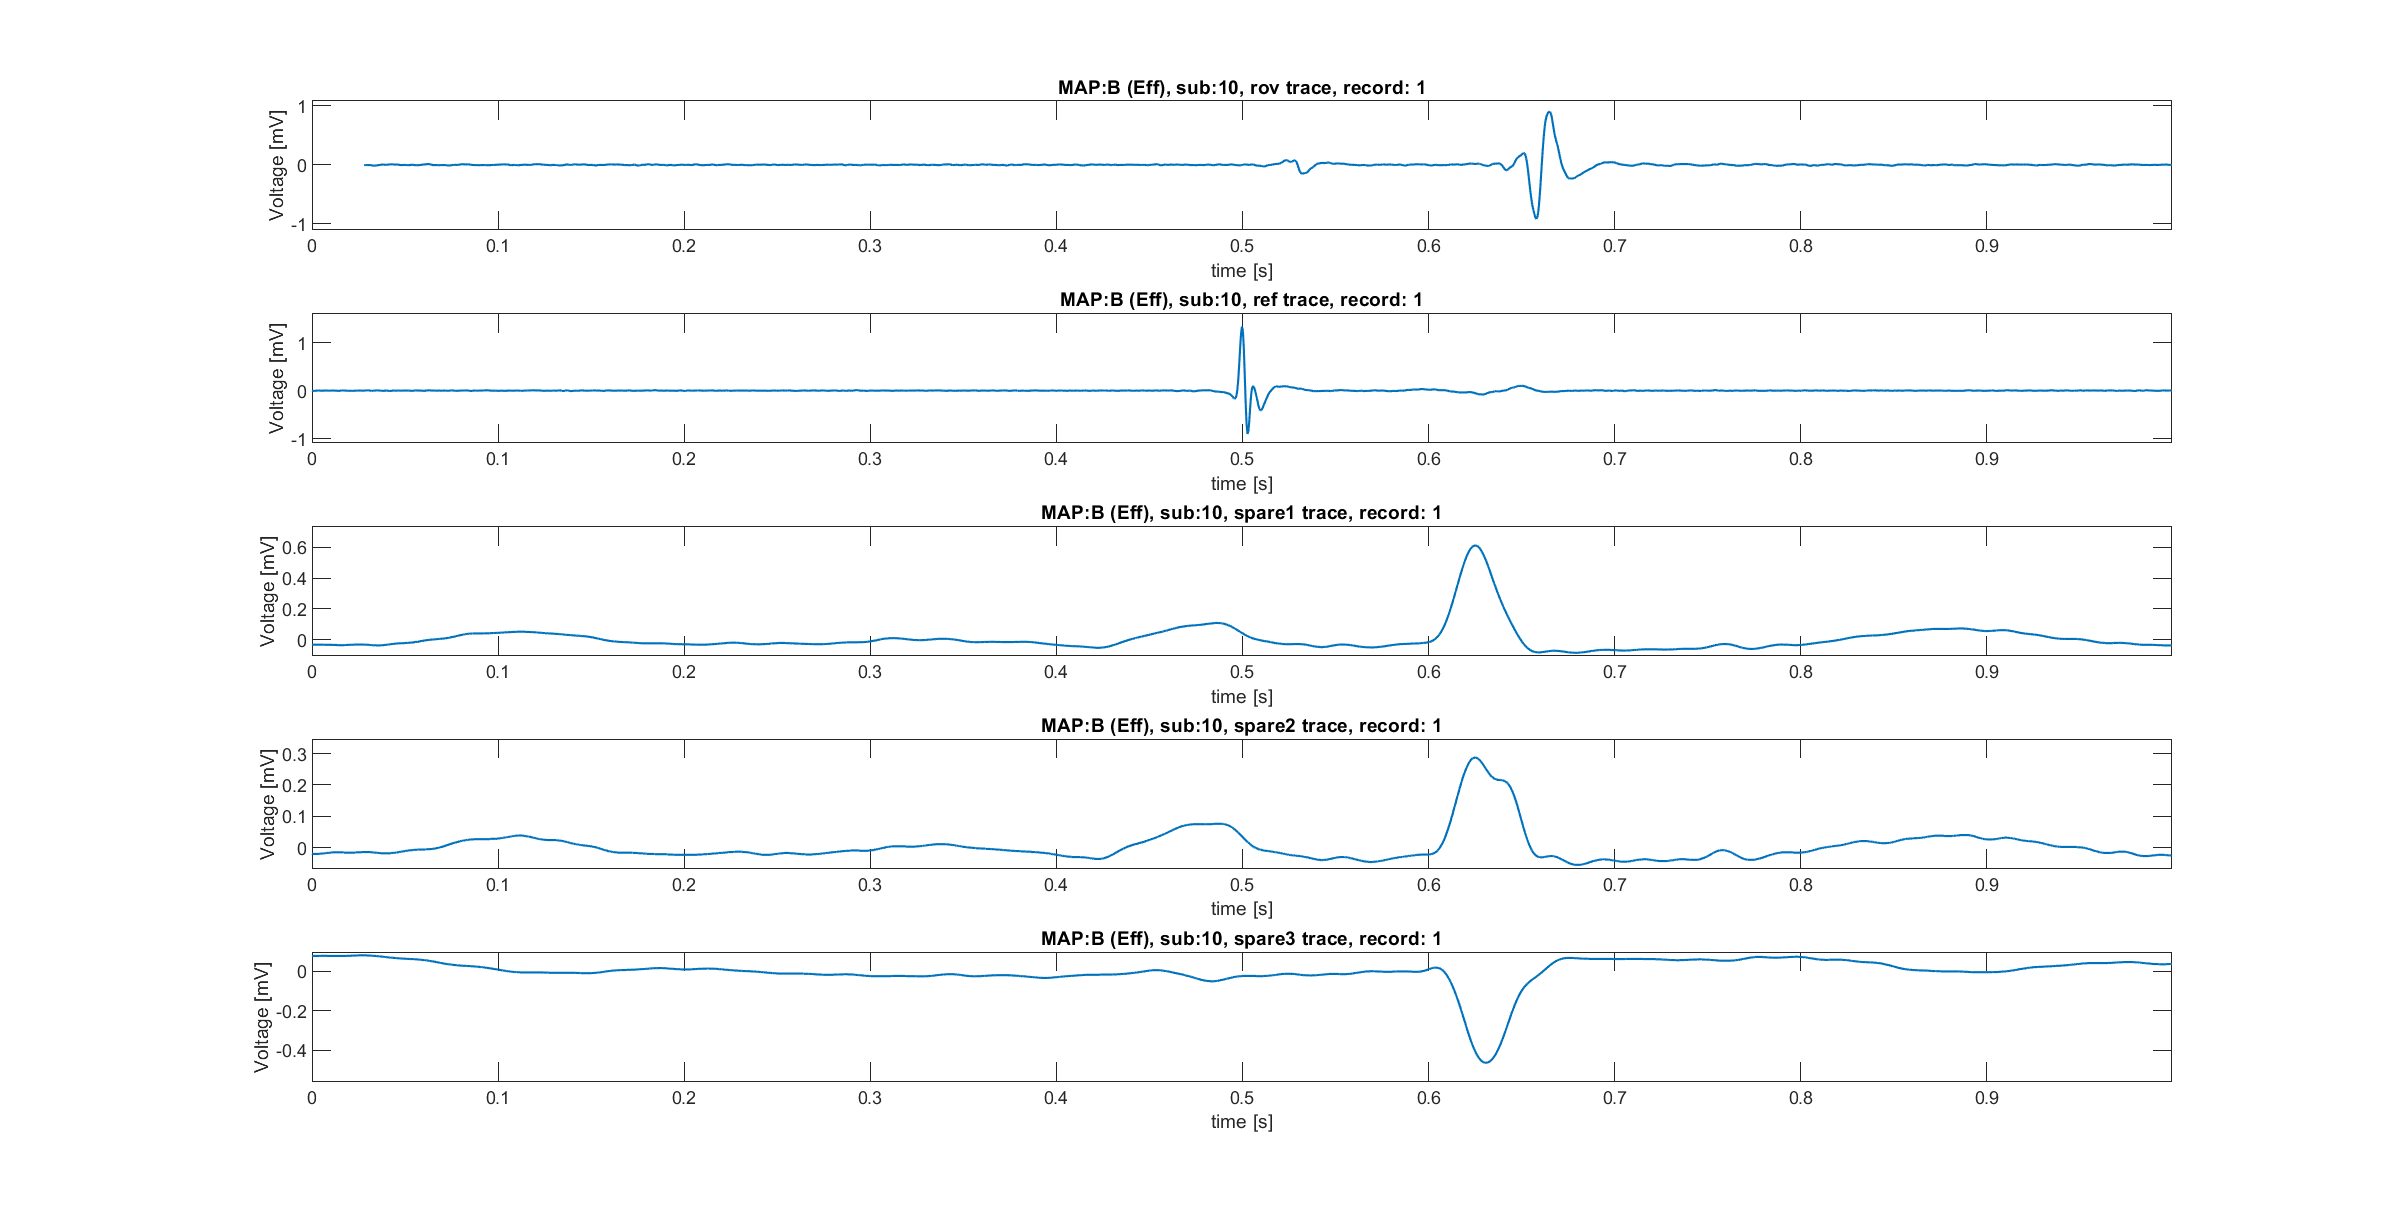 MAP:B (Eff), sub:10, rov trace, record: 1
Voltage [mV]
1
0
-1
0 0.1 0.2 0.3 0.4 0.5 0.6 0.7 0.8 0.9
time [s]
MAP:B (Eff), sub:10, ref trace, record: 1
Voltage [mV]
1
0
-1
0 0.1 0.2 0.3 0.4 0.5 0.6 0.7 0.8 0.9
time [s]
MAP:B (Eff), sub:10, spare1 trace, record: 1
Voltage [mV]
0.6
0.4
0.2
0
0 0.1 0.2 0.3 0.4 0.5 0.6 0.7 0.8 0.9
time [s]
MAP:B (Eff), sub:10, spare2 trace, record: 1
Voltage [mV]
0.3
0.2
0.1
0
0 0.1 0.2 0.3 0.4 0.5 0.6 0.7 0.8 0.9
time [s]
MAP:B (Eff), sub:10, spare3 trace, record: 1
Voltage [mV]
0
-0.2
-0.4
0 0.1 0.2 0.3 0.4 0.5 0.6 0.7 0.8 0.9
time [s]